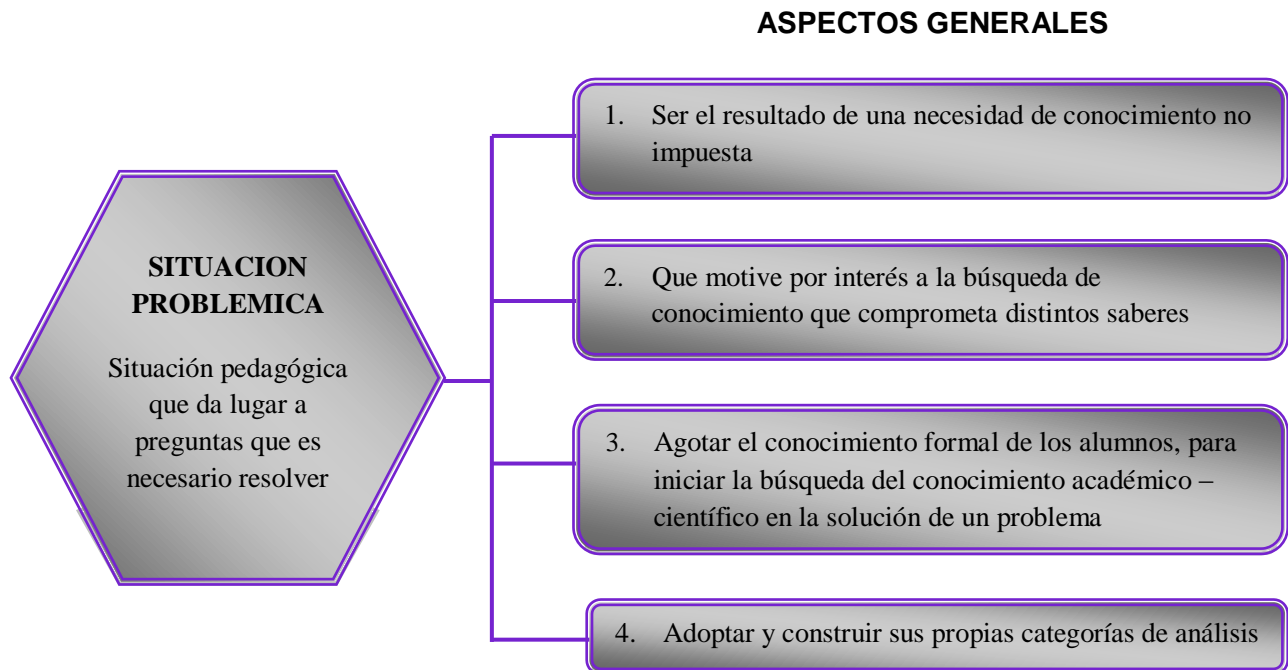 ASPECTOS GENERALES
SITUACION
PROBLEMICA
Situación pedagógica
que da lugar a
preguntas que es
necesario resolver
1. Ser el resultado de una necesidad de conocimiento no
impuesta
2. Que motive por interés a la búsqueda de
conocimiento que comprometa distintos saberes
3. Agotar el conocimiento formal de los alumnos, para
iniciar la búsqueda del conocimiento académico –
científico en la solución de un problema
4. Adoptar y construir sus propias categorías de análisis